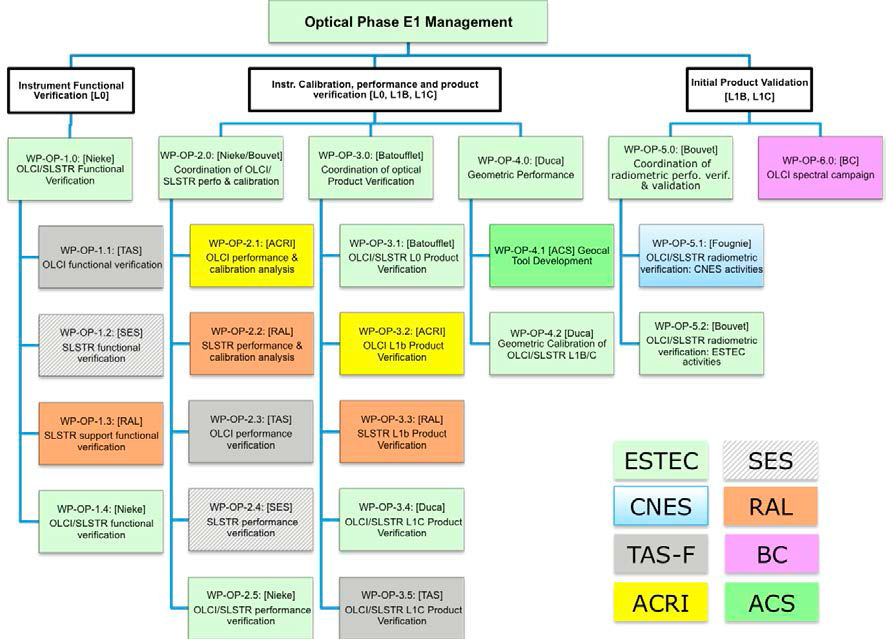 Optical Phase E1 Management
Instrument Functional
Verification [L0]
Instr. Calibration, performance and product
verification [L0, L1B, L1C]
Initial Product Validation
[L1B, L1C]
WP-OP-1.0: [Nieke]
OLCI/SLSTR Functional
Verification
WP-OP-2.0: [Nieke/Bouvet]
Coordination of OLCI/
SLSTR perfo & calibration
WP-OP-3.0: [Batoufflet]
Coordination of optical
Product Verification
WP-OP-4.0: [Duca]
Geometric Performance
WP-OP-5.0: [Bouvet]
Coordination of
radiometric perfo. verif.
& validation
WP-OP-6.0: [BC]
OLCI spectral campaign
WP-OP-1.1: [TAS]
OLCI functional verification
WP-OP-2.1: [ACRI]
OLCI performance &
calibration analysis
WP-OP-3.1: [Batoufflet]
OLCI/SLSTR L0 Product
Verification
WP-OP-4.1 [ACS] Geocal
Tool Development
WP-OP-5.1: [Fougnie]
OLCI/SLSTR radiometric
verification: CNES activities
WP-OP-1.2: [SES]
SLSTR functional
verification
WP-OP-2.2: [RAL]
SLSTR performance &
calibration analysis
WP-OP-3.2: [ACRI]
OLCI L1b Product
Verification
WP-OP-4.2 [Duca]
Geometric Calibration of
OLCI/SLSTR L1B/C
WP-OP-5.2: [Bouvet]
OLCI/SLSTR radiometric
verification: ESTEC
activities
WP-OP-1.3: [RAL]
SLSTR support functional
verification
WP-OP-2.3: [TAS]
OLCI performance
verification
WP-OP-3.3: [RAL]
SLSTR L1b Product
Verification
WP-OP-1.4: [Nieke]
OLCI/SLSTR functional
verification
WP-OP-2.4: [SES]
SLSTR performance
verification
WP-OP-3.4: [Duca]
OLCI/SLSTR L1C Product
Verification
WP-OP-2.5: [Nieke]
OLCI/SLSTR performance
verification
WP-OP-3.5: [TAS]
OLCI/SLSTR L1C Product
Verification
ESTEC
SES
CNES
RAL
TAS-F
BC
ACRI
ACS